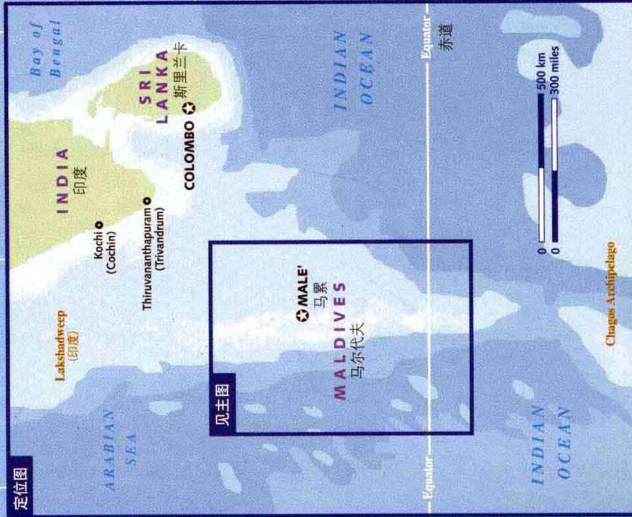 定位图
Bay of
Bengal
INDIA
印度
SRI
LANKA
斯里兰卡
Kochi
(Cochin)
COLOMBO
Thiruvananthapuram
(Trivandrum)
Lakshadweep
(印度)
ARABIAN
SEA
见主图
MALE'
马累
MALDIVES
马尔代夫
INDIAN
OCEAN
Equator
赤道
Equator
INDIAN
OCEAN
0
500 km
0
300 miles
Chagos Archipelago